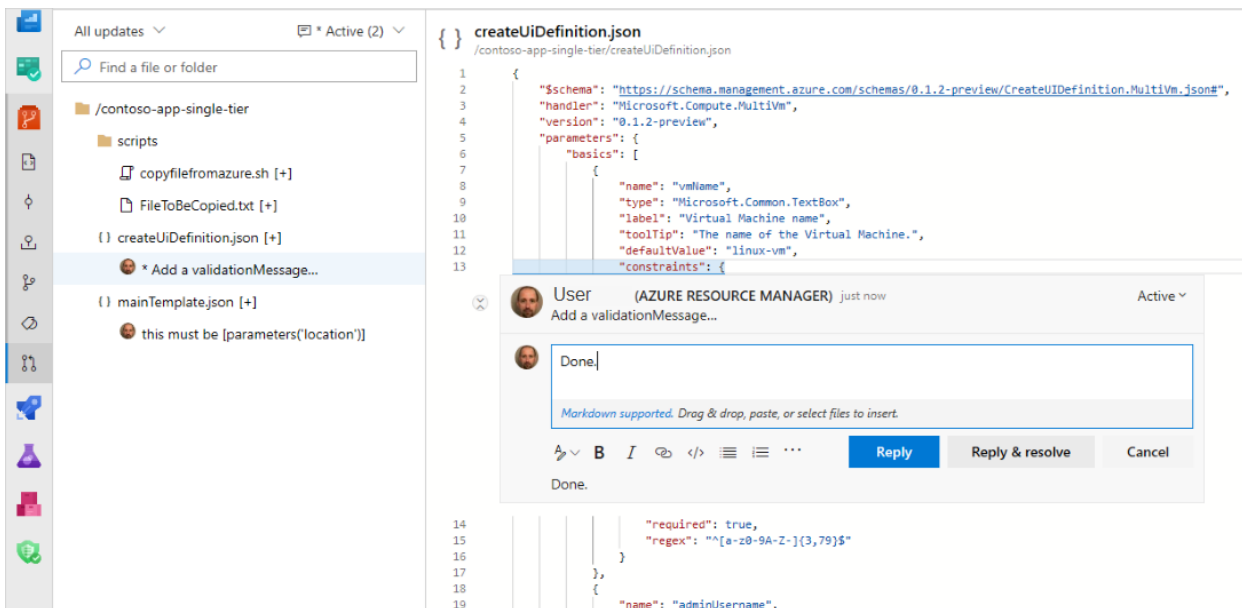 All updates
* Active (2)
Find a file or folder
/contoso-app-single-tier
scripts
copyfilefromazure.sh [+]
FileToBeCopied.txt [+]
{ } createUiDefinition.json [+]
* Add a validationMessage...
{ } mainTemplate.json [+]
this must be [parameters('location')]
{ } createUiDefinition.json
/contoso-app-single-tier/createUiDefinition.json
1 {
2 "$schema": "https://schema.management.azure.com/schemas/0.1.2-preview/CreateUIDefinition.MultiVm.json#",
3 "handler": "Microsoft.Compute.MultiVm",
4 "version": "0.1.2-preview",
5 "parameters": {
6 "basics": [
7 {
8 "name": "vmName",
9 "type": "Microsoft.Common.TextBox",
10 "label": "Virtual Machine name",
11 "toolTip": "The name of the Virtual Machine.",
12 "defaultValue": "linux-vm",
13 "constraints": {
User (AZURE RESOURCE MANAGER) just now Active
Add a validationMessage...
Done.
Markdown supported. Drag & drop, paste, or select files to insert.
B I </> ... Reply Reply & resolve Cancel
Done.
14 "required": true,
15 "regex": "^[a-z0-9A-Z-]{3,79}$"
16 }
17 },
18 {
19 "name": "adminUsername",